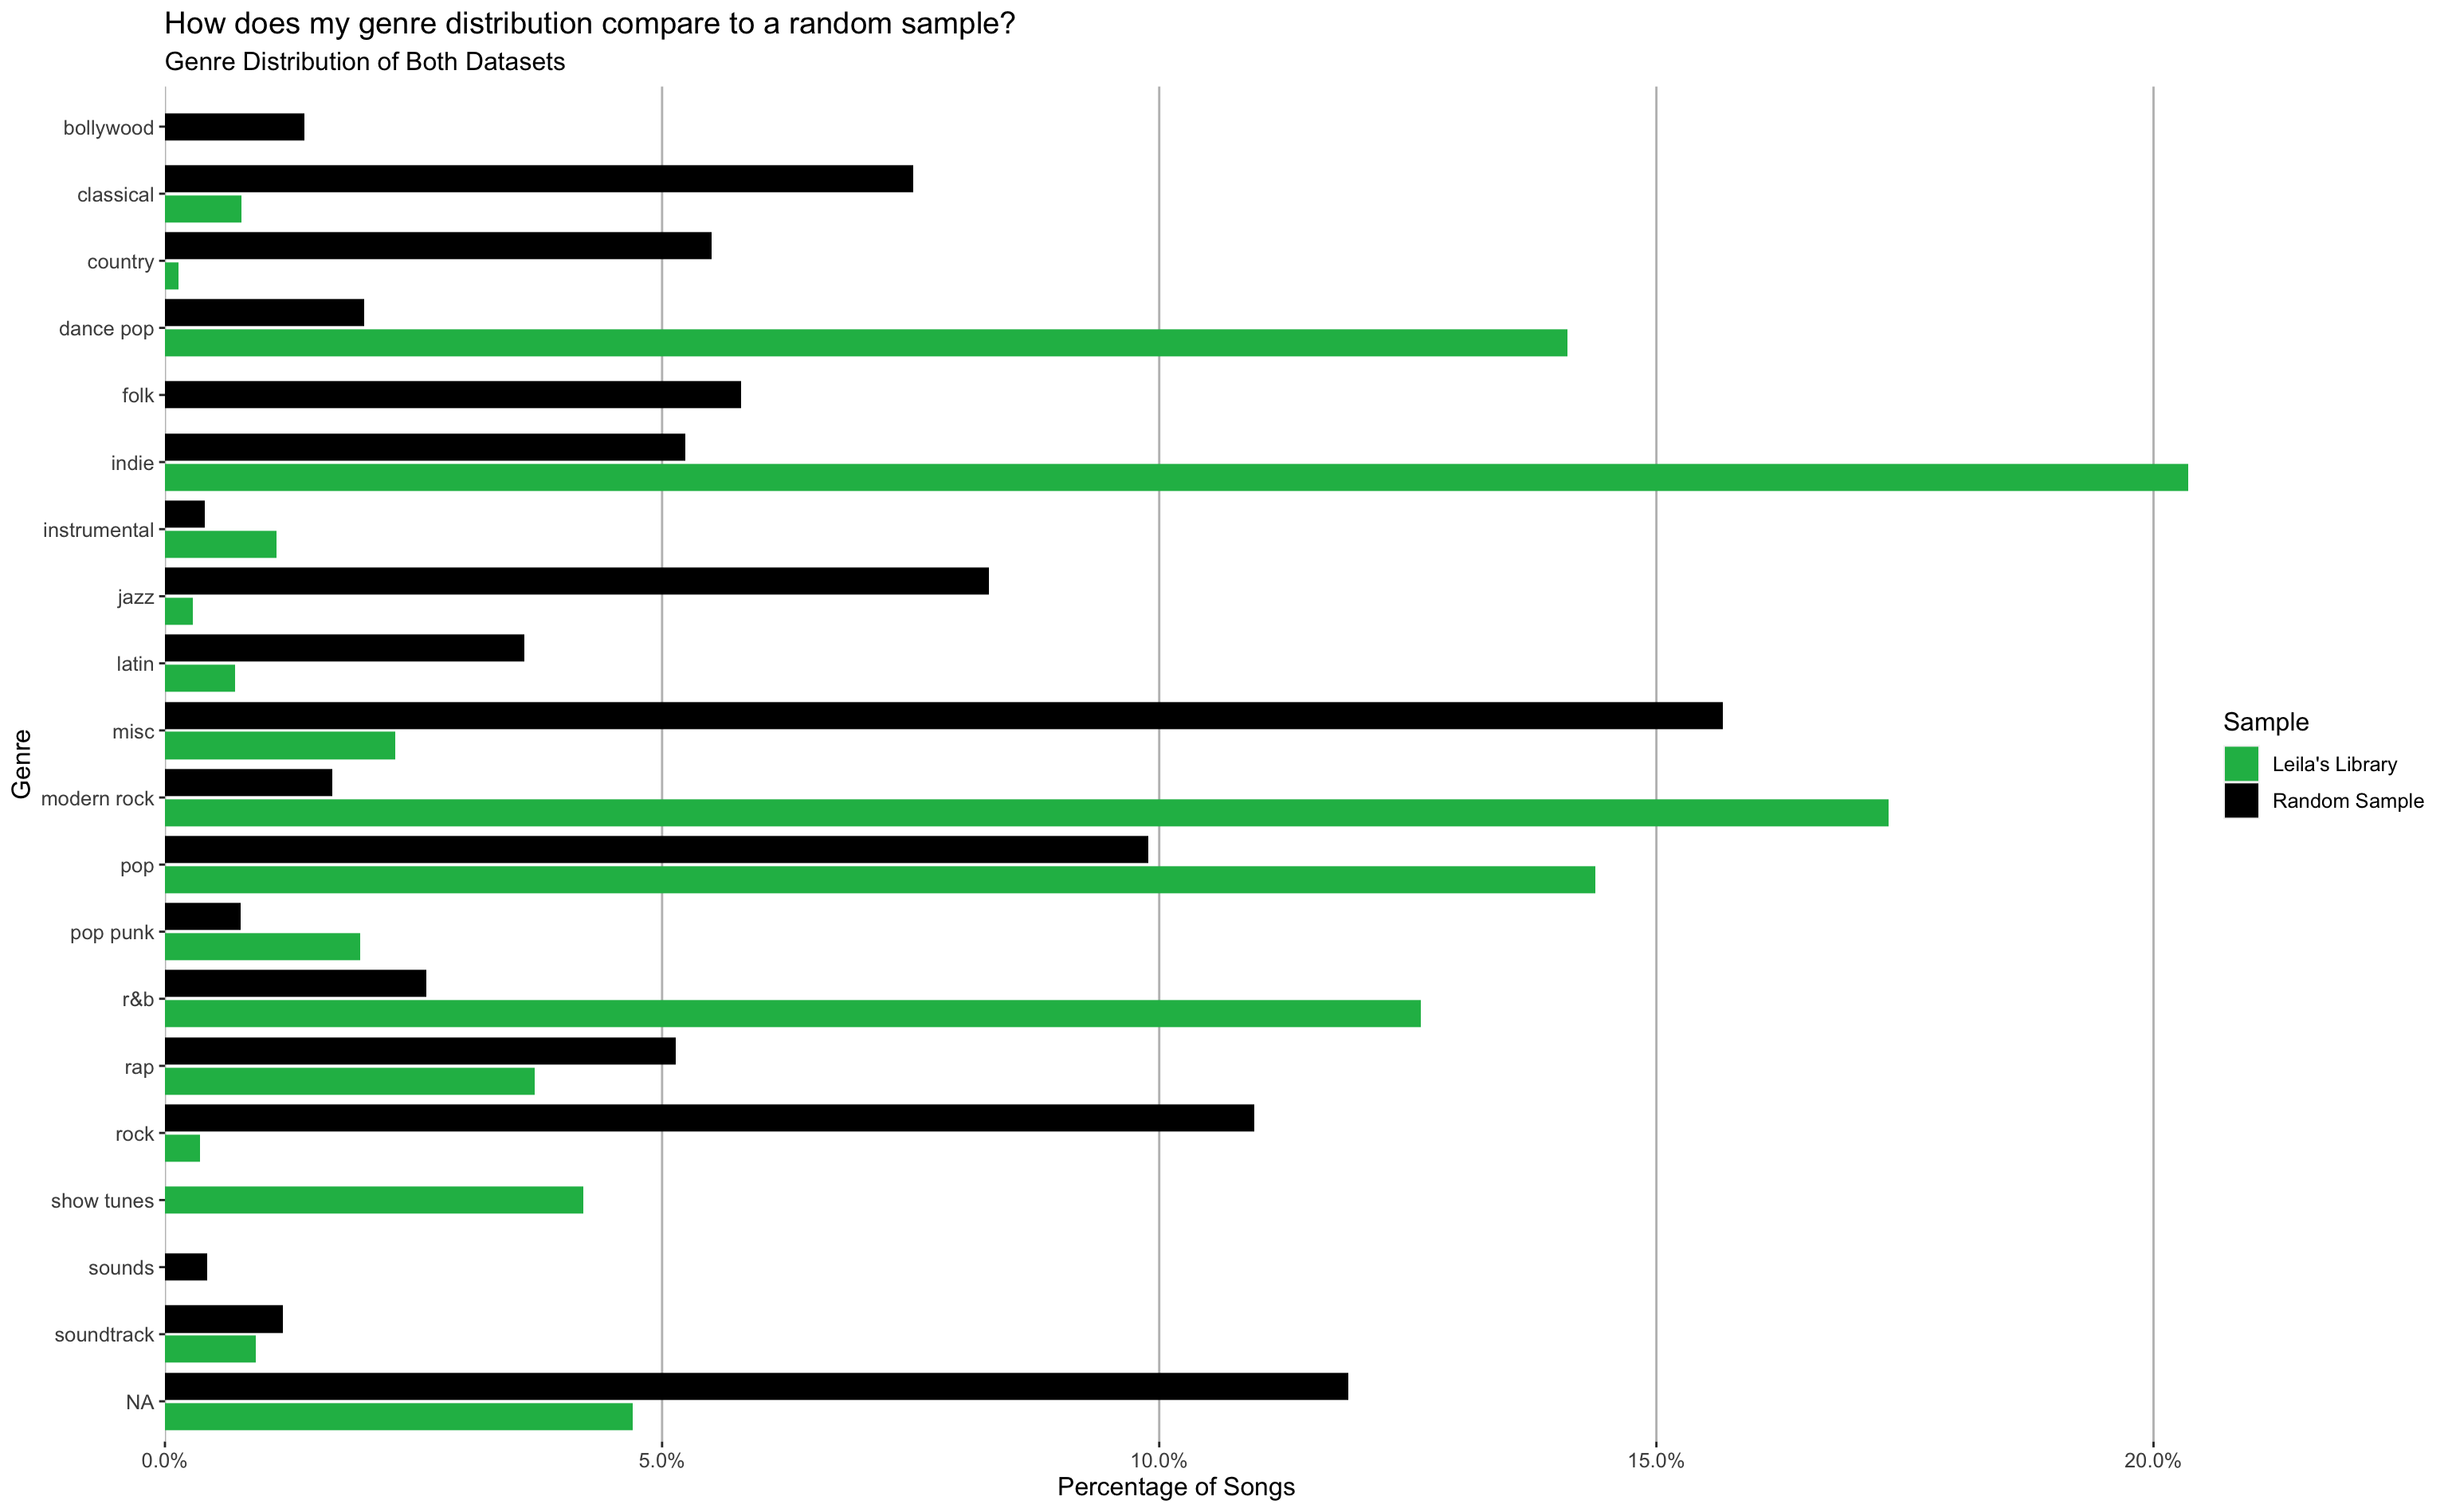 How does my genre distribution compare to a random sample?
Genre Distribution of Both Datasets
Genre
bollywood
classical
country
dance pop
folk
indie
instrumental
jazz
latin
misc
modern rock
pop
pop punk
r&b
rap
rock
show tunes
sounds
soundtrack
NA
0.0% 5.0% 10.0% 15.0% 20.0%
Percentage of Songs
Sample
Leila's Library
Random Sample